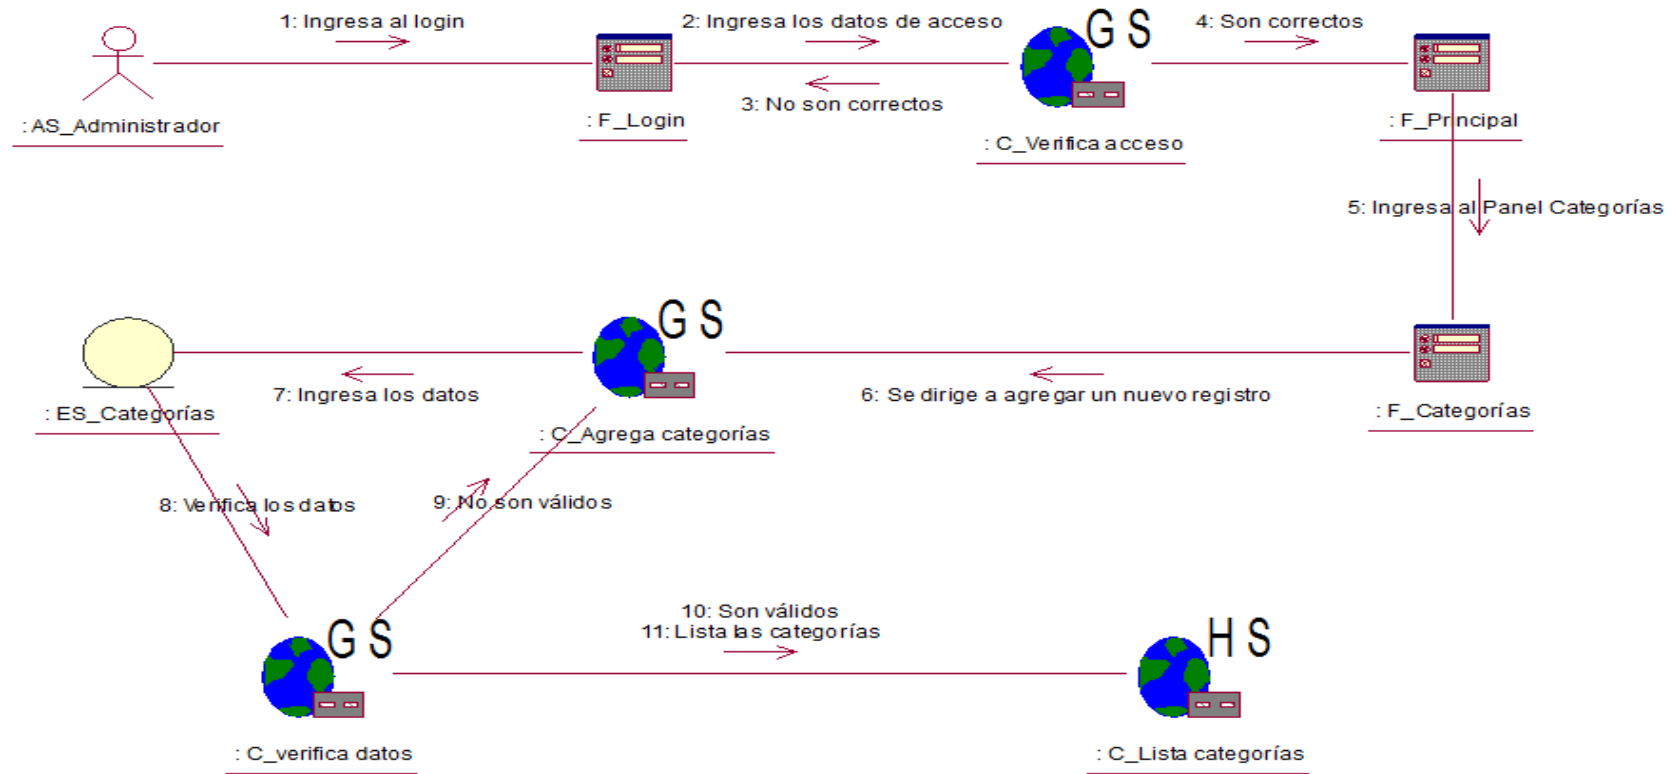 1: Ingresa al login
2: Ingresa los datos de acceso
G S
4: Son correctos
3: No son correctos
: AS_Administrador
: F_Login
: C_Verifica acceso
: F_Principal
5: Ingresa al Panel Categorías
G S
7: Ingresa los datos
6: Se dirige a agregar un nuevo registro
: ES_Categorías
: C_Agrega categorías
: F_Categorías
8: Verifica los datos
9: No son válidos
G S
10: Son válidos
11: Lista las categorías
H S
: C_verifica datos
: C_Lista categorías